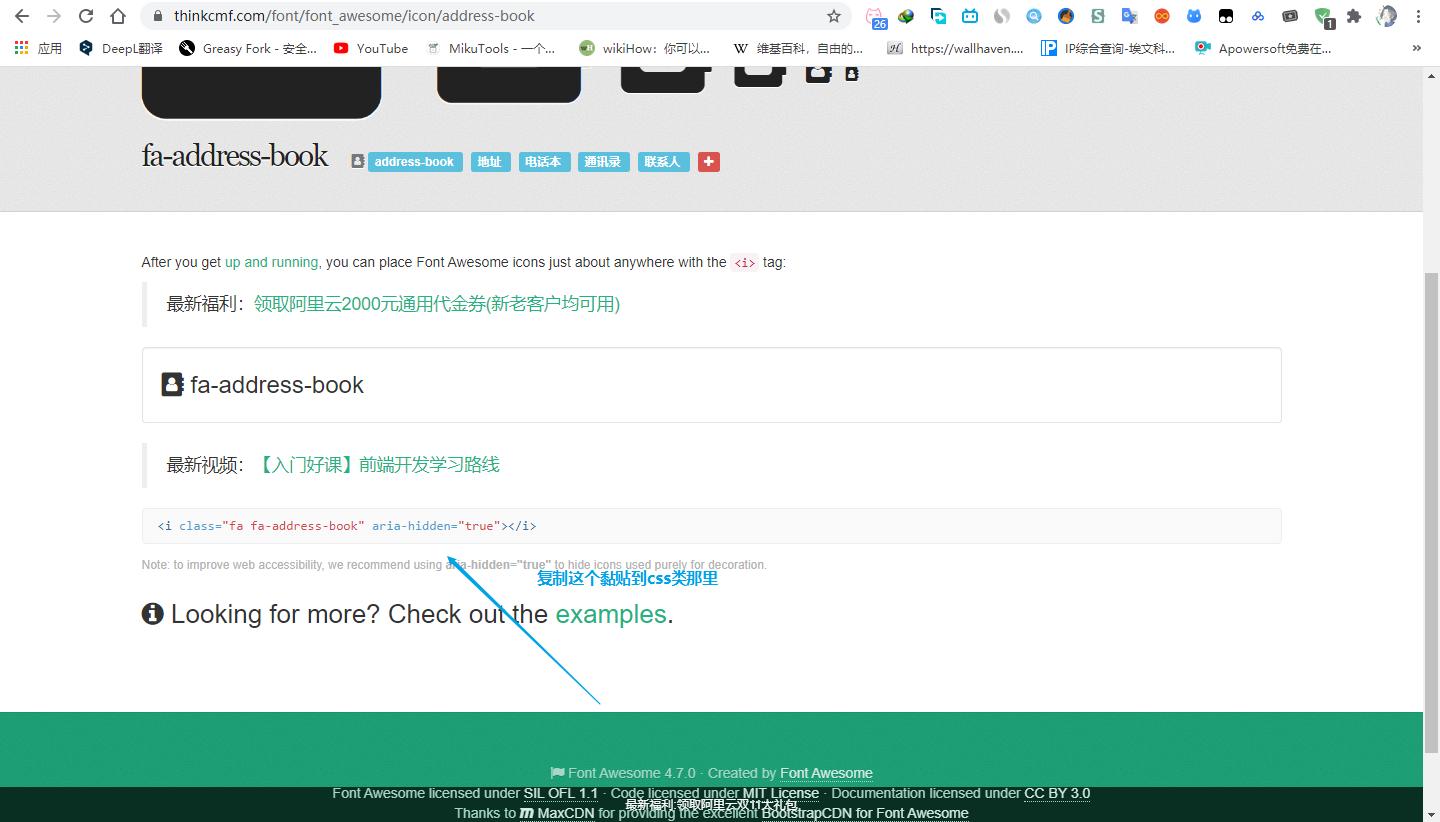 thinkcmf.com/font/font_awesome/icon/address-book
26
1
应用 DeepL翻译 Greasy Fork - 安全... YouTube MikuTools - 一个... wikiHow：你可以... W 维基百科，自由的... https://wallhaven.... IP综合查询-埃文科... Apowersoft免费在... »
fa-address-book address-book 地址 电话本 通讯录 联系人
After you get up and running, you can place Font Awesome icons just about anywhere with the <i> tag:
最新福利：领取阿里云2000元通用代金券(新老客户均可用)
fa-address-book
最新视频：【入门好课】前端开发学习路线
<i class="fa fa-address-book" aria-hidden="true"></i>
Note: to improve web accessibility, we recommend using aria-hidden="true" to hide icons used purely for decoration.
复制这个黏贴到css类那里
Looking for more? Check out the examples.
Font Awesome 4.7.0 · Created by Font Awesome
Font Awesome licensed under SIL OFL 1.1 · Code licensed under MIT License · Documentation licensed under CC BY 3.0
最新福利:领取阿里云双11大礼包
Thanks to MaxCDN for providing the excellent BootstrapCDN for Font Awesome